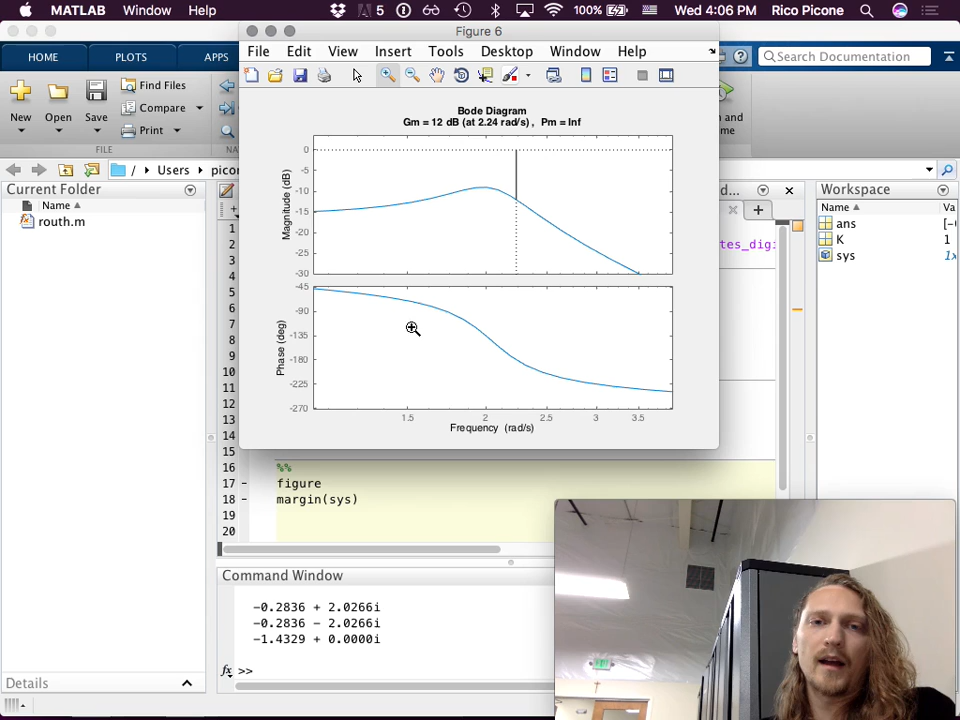 MATLAB Window Help 5 100% Wed 4:06 PM Rico Picone
Figure 6
File Edit View Insert Tools Desktop Window Help
HOME PLOTS APPS
Search Documentation
New Open Save
Find Files
Compare
Print
FILE
/ Users
Current Folder
Name
routh.m
Details
Bode Diagram
Gm = 12 dB (at 2.24 rad/s) , Pm = Inf
Magnitude (dB)
0
-5
-10
-15
-20
-25
-30
Phase (deg)
-45
-90
-135
-180
-225
-270
1.5 2 2.5 3 3.5
Frequency (rad/s)
1
2
3
4
5
6
7
8
9
10
11
12
13
14
15
16 %%
17 figure
18 margin(sys)
19
20
Command Window
-0.2836 + 2.0266i
-0.2836 - 2.0266i
-1.4329 + 0.0000i
fx >>
Workspace
Name Va
ans [-
K 1
sys 1x